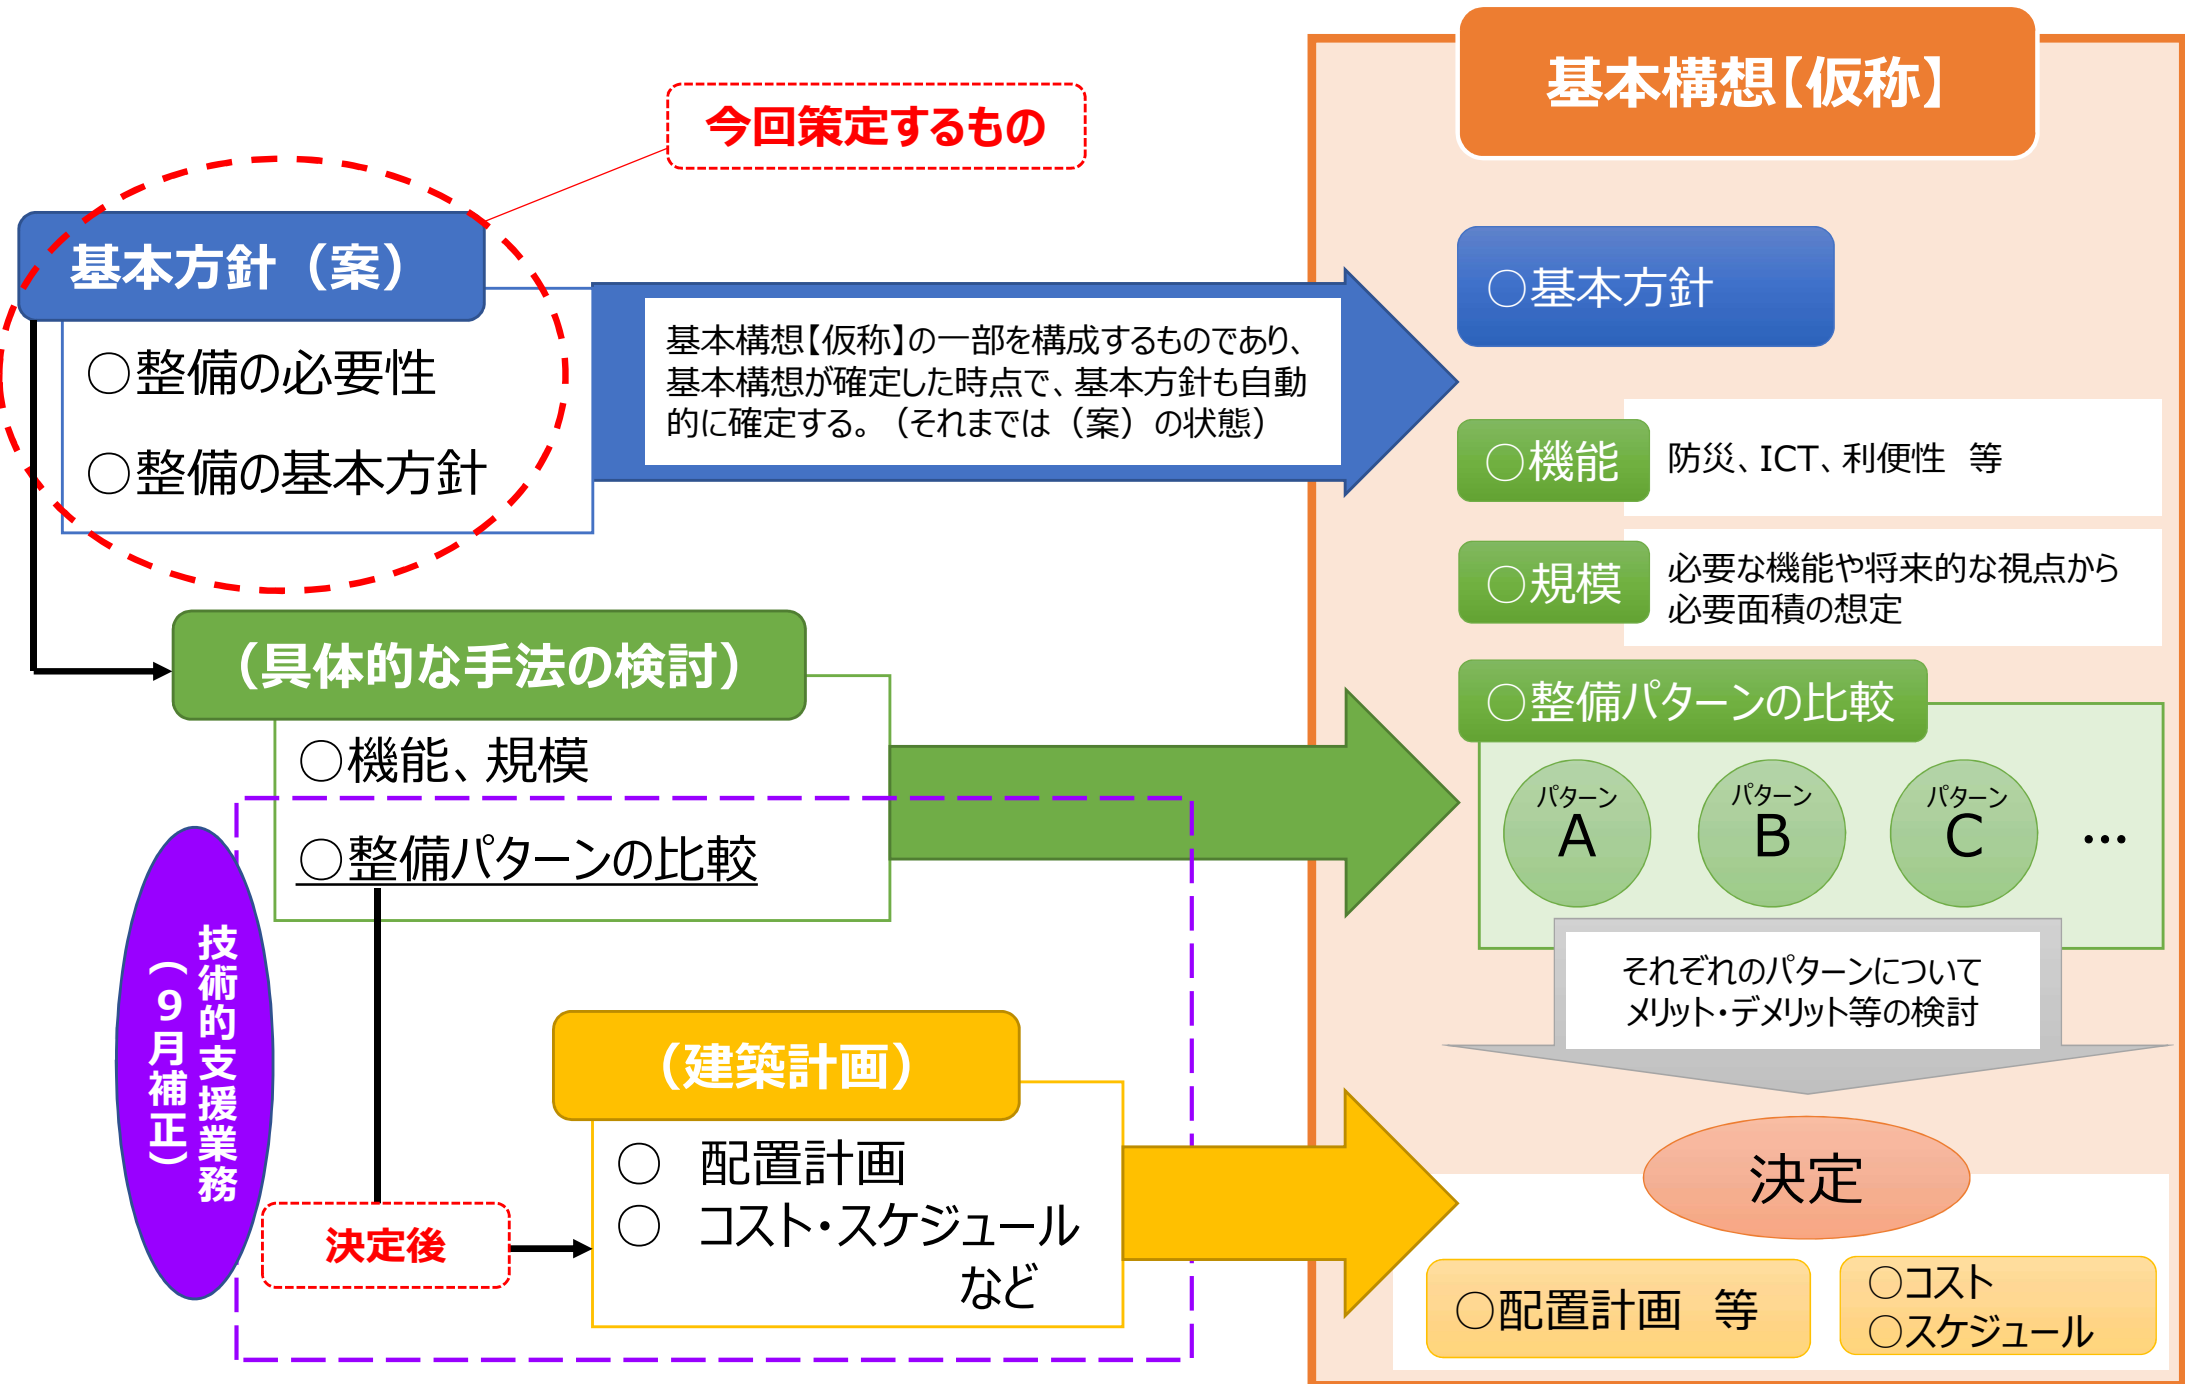 基本構想【仮称】
今回策定するもの
基本方針（案）
○整備の必要性
○整備の基本方針
基本構想【仮称】の一部を構成するものであり、
基本構想が確定した時点で、基本方針も自動
的に確定する。（それまでは（案）の状態）
○基本方針
○機能
防災、ICT、利便性　等
○規模
必要な機能や将来的な視点から
必要面積の想定
（具体的な手法の検討）
○機能、規模
○整備パターンの比較
○整備パターンの比較
パターン
A
パターン
B
パターン
C
…
それぞれのパターンについて
メリット・デメリット等の検討
技術的支援業務
（９月補正）
（建築計画）
○　配置計画
○　コスト・スケジュール
など
決定後
決定
○配置計画　等
○コスト
○スケジュール